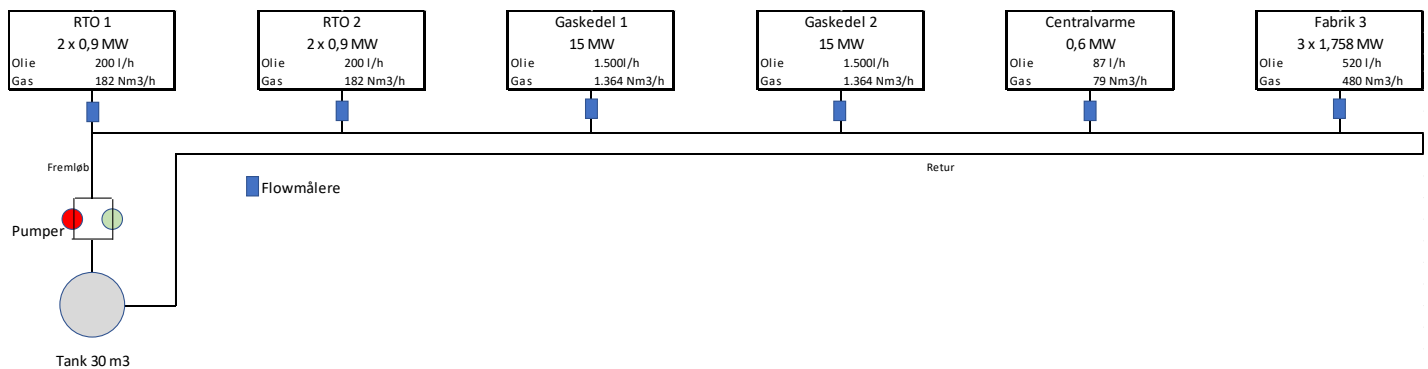 RTO 1
2 x 0,9 MW
Olie 200 l/h
Gas 182 Nm3/h
RTO 2
2 x 0,9 MW
Olie 200 l/h
Gas 182 Nm3/h
Gaskedel 1
15 MW
Olie 1.500l/h
Gas 1.364 Nm3/h
Gaskedel 2
15 MW
Olie 1.500l/h
Gas 1.364 Nm3/h
Centralvarme
0,6 MW
Olie 87 l/h
Gas 79 Nm3/h
Fabrik 3
3 x 1,758 MW
Olie 520 l/h
Gas 480 Nm3/h
Fremløb
Retur
Flowmålere
Pumper
Tank 30 m3